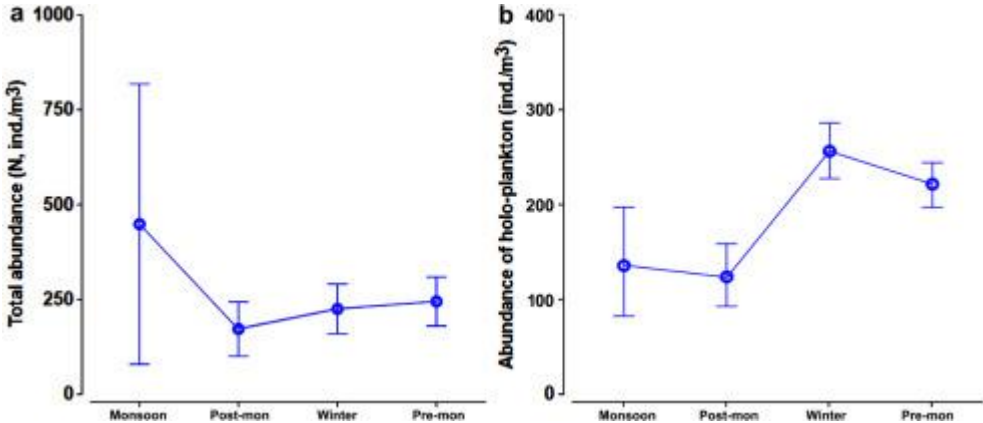 a
Total abundance (N, ind./m³)
1000
750
500
250
0
Monsoon Post-mon Winter Pre-mon
b
Abundance of holo-plankton (ind./m³)
400
300
200
100
0
Monsoon Post-mon Winter Pre-mon